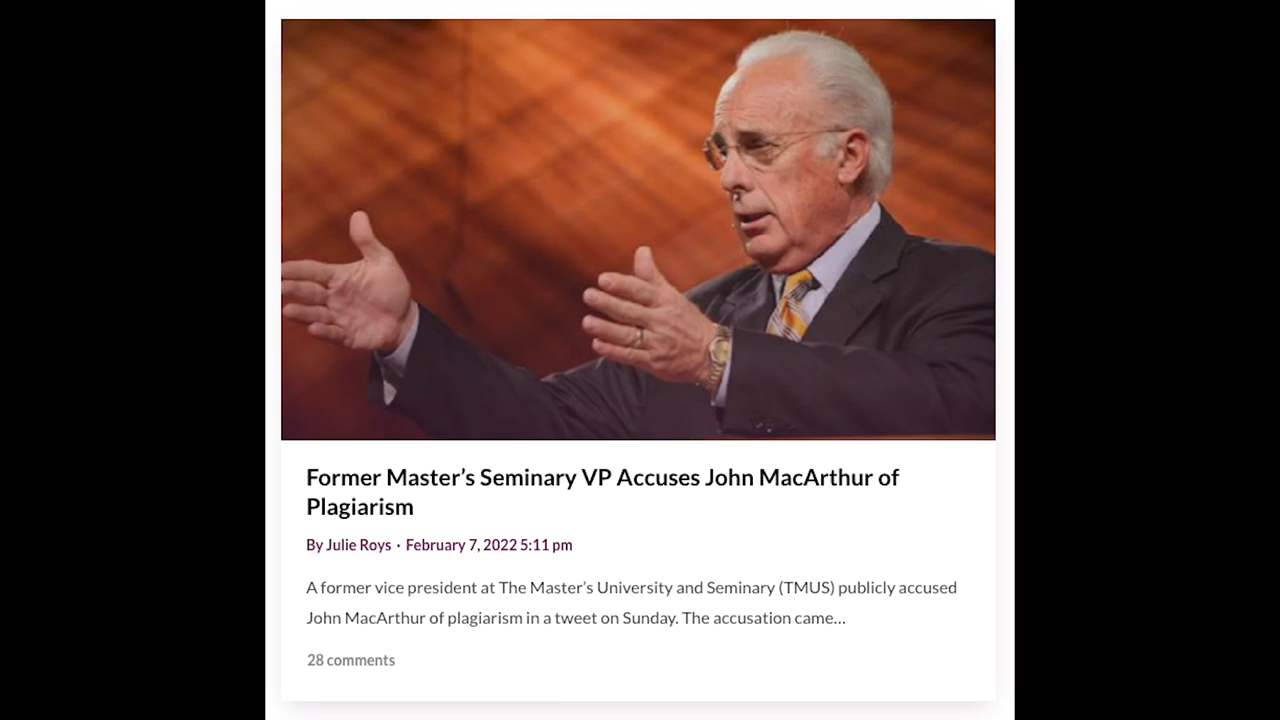 Former Master’s Seminary VP Accuses John MacArthur of
Plagiarism
By Julie Roys · February 7, 2022 5:11 pm
A former vice president at The Master’s University and Seminary (TMUS) publicly accused
John MacArthur of plagiarism in a tweet on Sunday. The accusation came...
28 comments